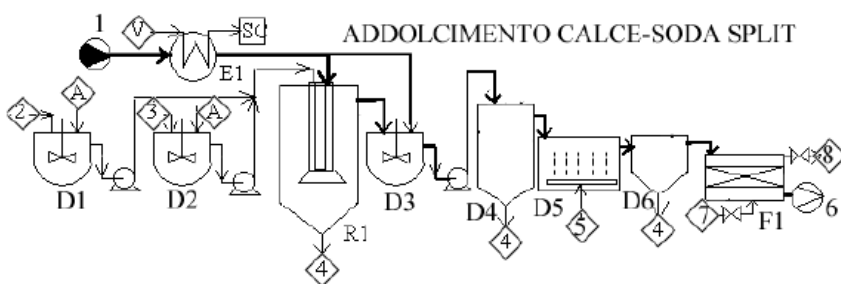 1 V SC ADDOLCIMENTO CALCE-SODA SPLIT
E1
2 A 3 A
D1 D2 R1 D3 D4 D5 D6 F1
4 4 5 4 7 8 6